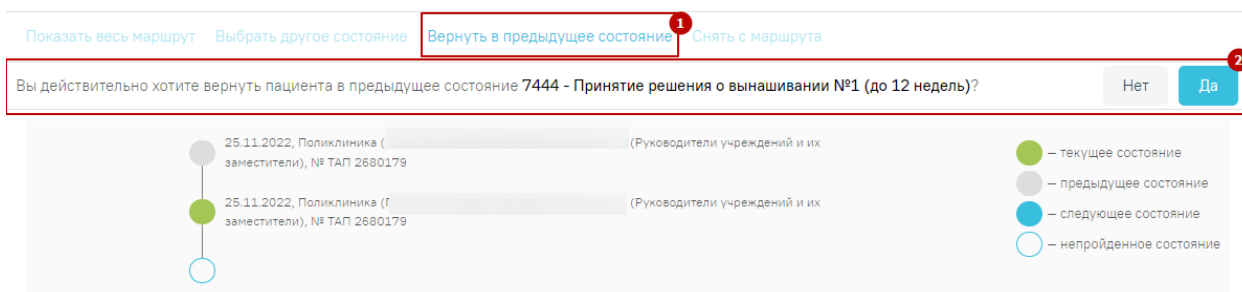 1
Показать весь маршрут Выбрать другое состояние Вернуть в предыдущее состояние Снять с маршрута
2
Вы действительно хотите вернуть пациента в предыдущее состояние 7444 - Принятие решения о вынашивании №1 (до 12 недель)? Нет Да
25.11.2022, Поликлиника ( (Руководители учреждений и их
заместители), № ТАП 2680179
25.11.2022, Поликлиника ( (Руководители учреждений и их
заместители), № ТАП 2680179
– текущее состояние
– предыдущее состояние
– следующее состояние
– непройденное состояние